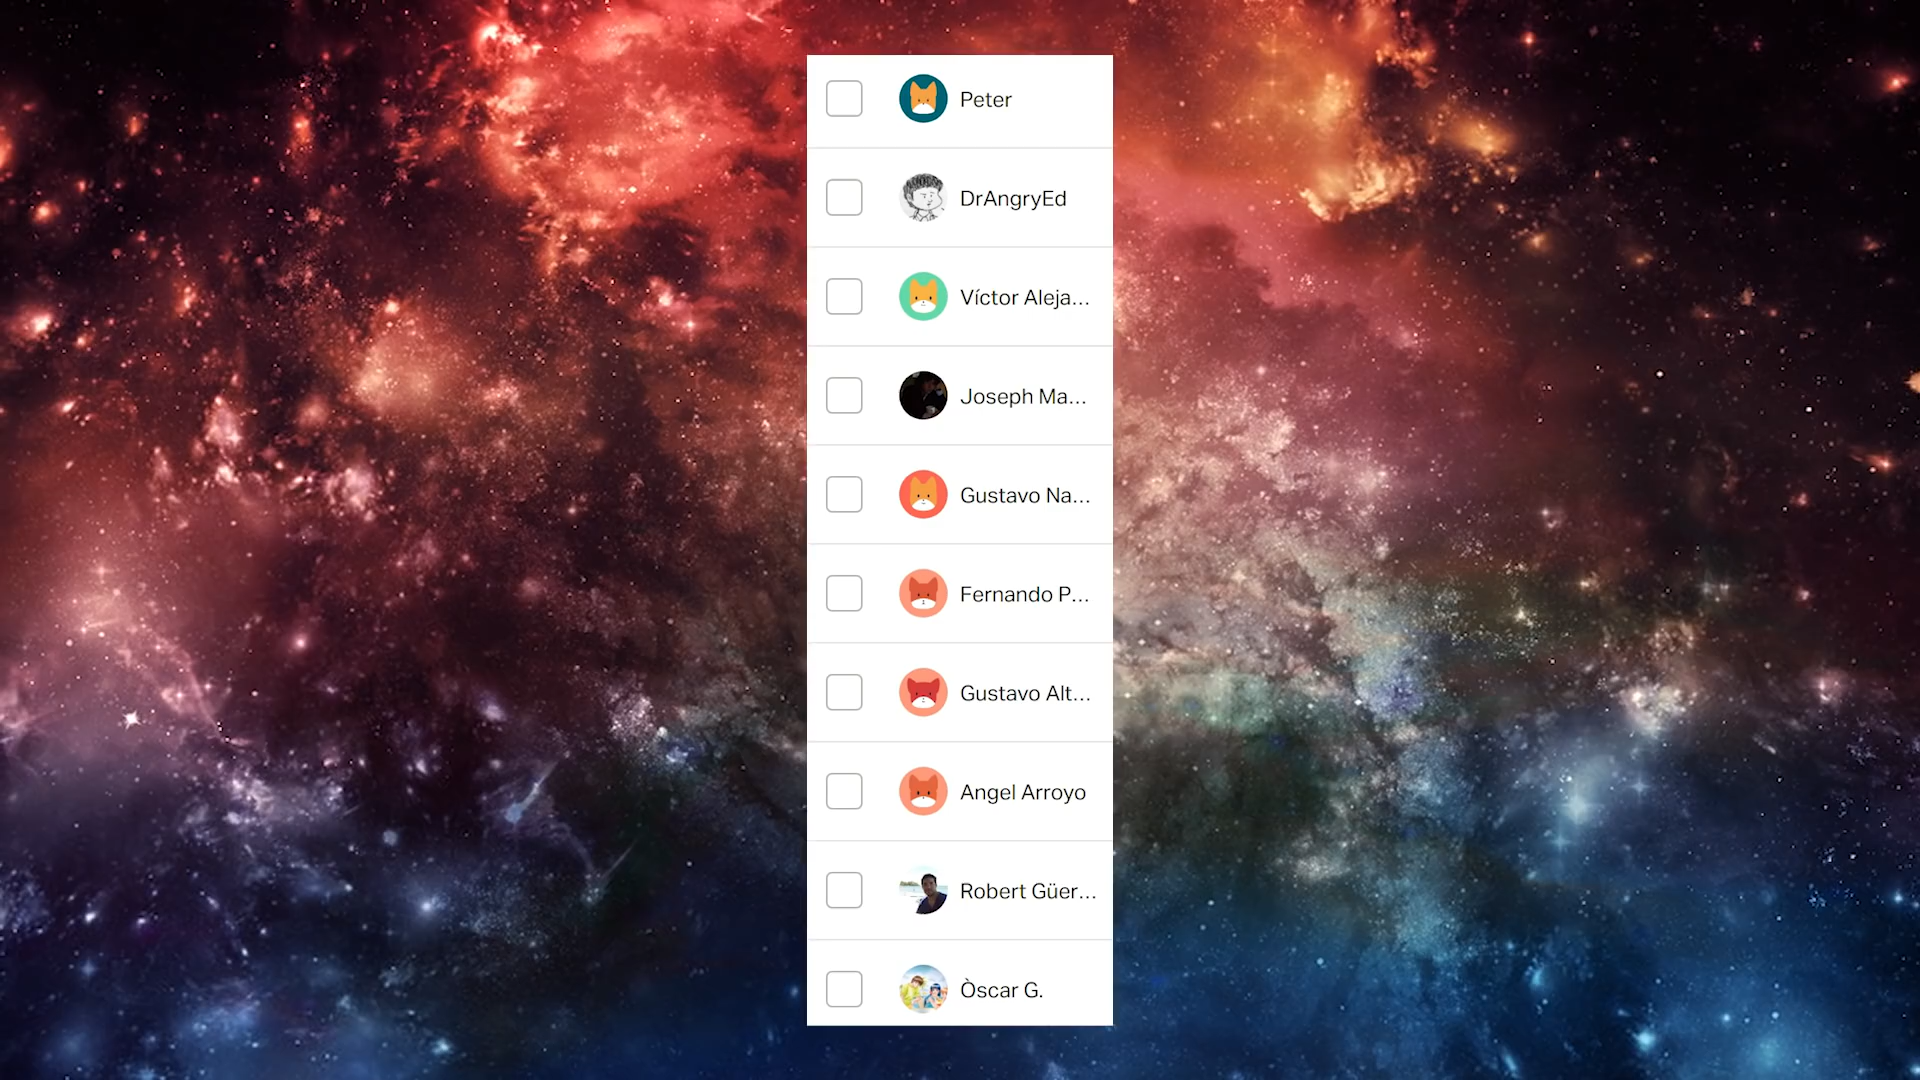 Peter
DrAngryEd
Víctor Aleja...
Joseph Ma...
Gustavo Na...
Fernando P...
Gustavo Alt...
Angel Arroyo
Robert Güer...
Òscar G.